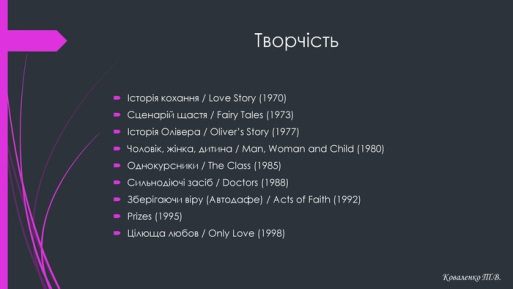 Творчість
Історія кохання / Love Story (1970)
Сценарій щастя / Fairy Tales (1973)
Історія Олівера / Oliver's Story (1977)
Чоловік, жінка, дитина / Man, Woman and Child (1980)
Однокурсники / The Class (1985)
Сильнодіючі засіб / Doctors (1988)
Зберігаючи віру (Автодафе) / Acts of Faith (1992)
Prizes (1995)
Цілюща любов / Only Love (1998)
Коваленко Т.В.